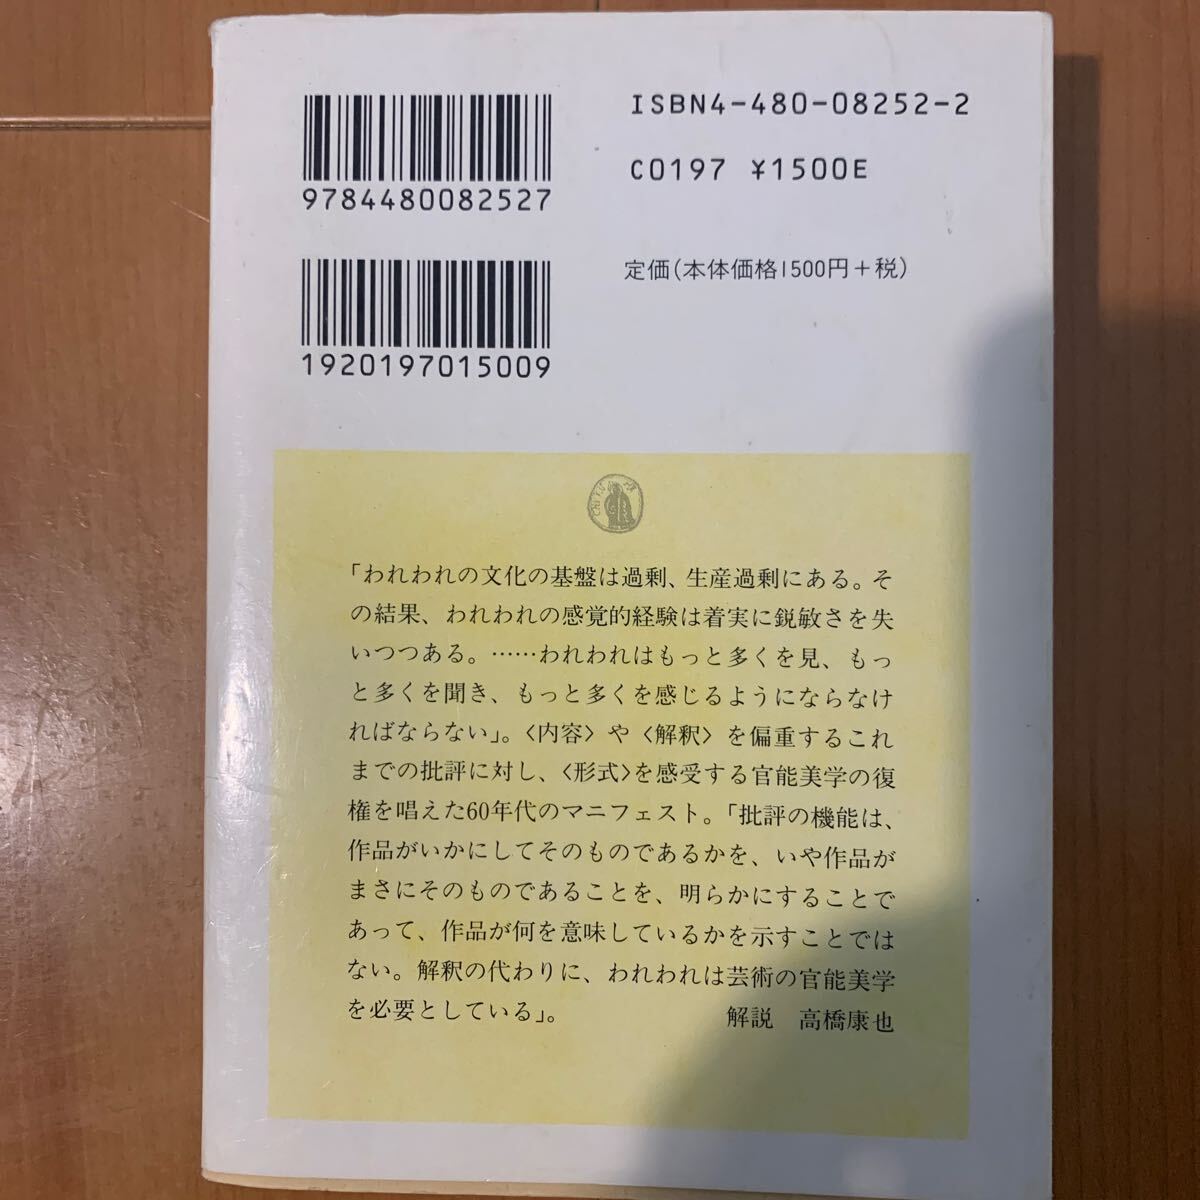 ISBN4-480-08252-2
C0197 ¥1500E
9784480082527
定価(本体価格1500円+税)
1920197015009
「われわれの文化の基盤は過剰、生産過剰にある。そ
の結果、われわれの感覚的経験は着実に鋭敏さを失
いつつある。……われわれはもっと多くを見、もっ
と多くを聞き、もっと多くを感じるようにならなけ
ればならない」。〈内容〉や〈解釈〉を偏重するこれ
までの批評に対し、〈形式〉を感受する官能美学の復
権を唱えた60年代のマニフェスト。「批評の機能は、
作品がいかにしてそのものであるかを、いや作品が
まさにそのものであることを、明らかにすることで
あって、作品が何を意味しているかを示すことでは
ない。解釈の代わりに、われわれは芸術の官能美学
を必要としている」。
解説 高橋康也